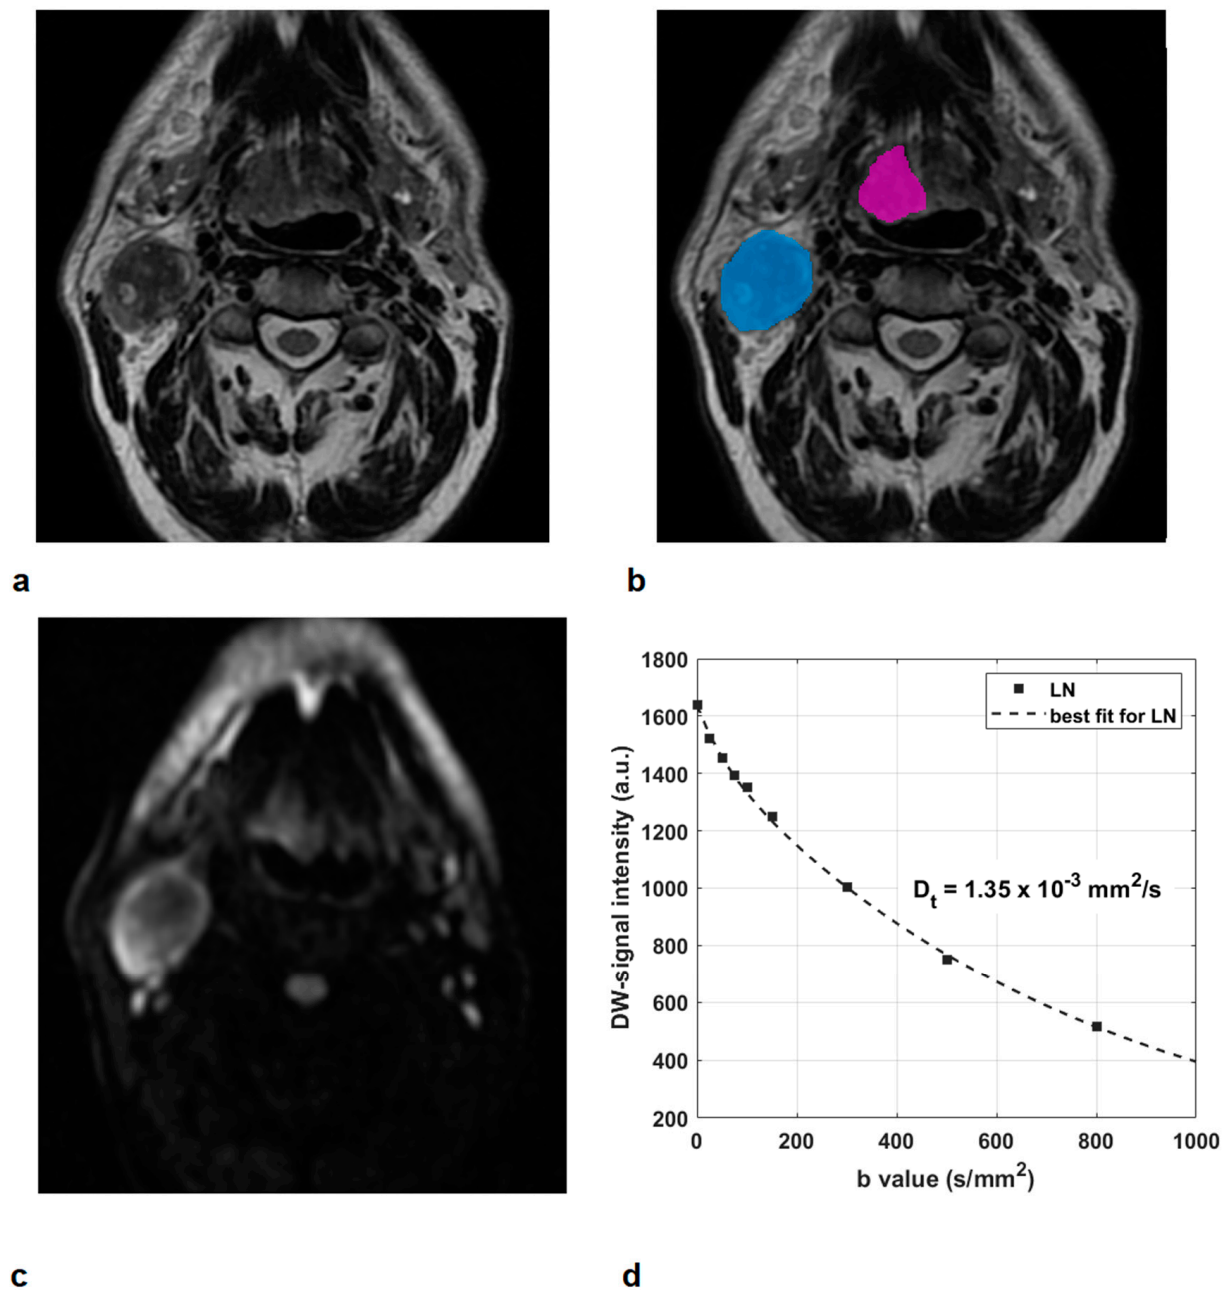 a
b
1800
1600
1400
1200
1000
800
600
400
200
DW-signal intensity (a.u.)
LN
best fit for LN
Dt = 1.35 x 10-3 mm2/s
0
200
400
600
800
1000
b value (s/mm2)
c
d